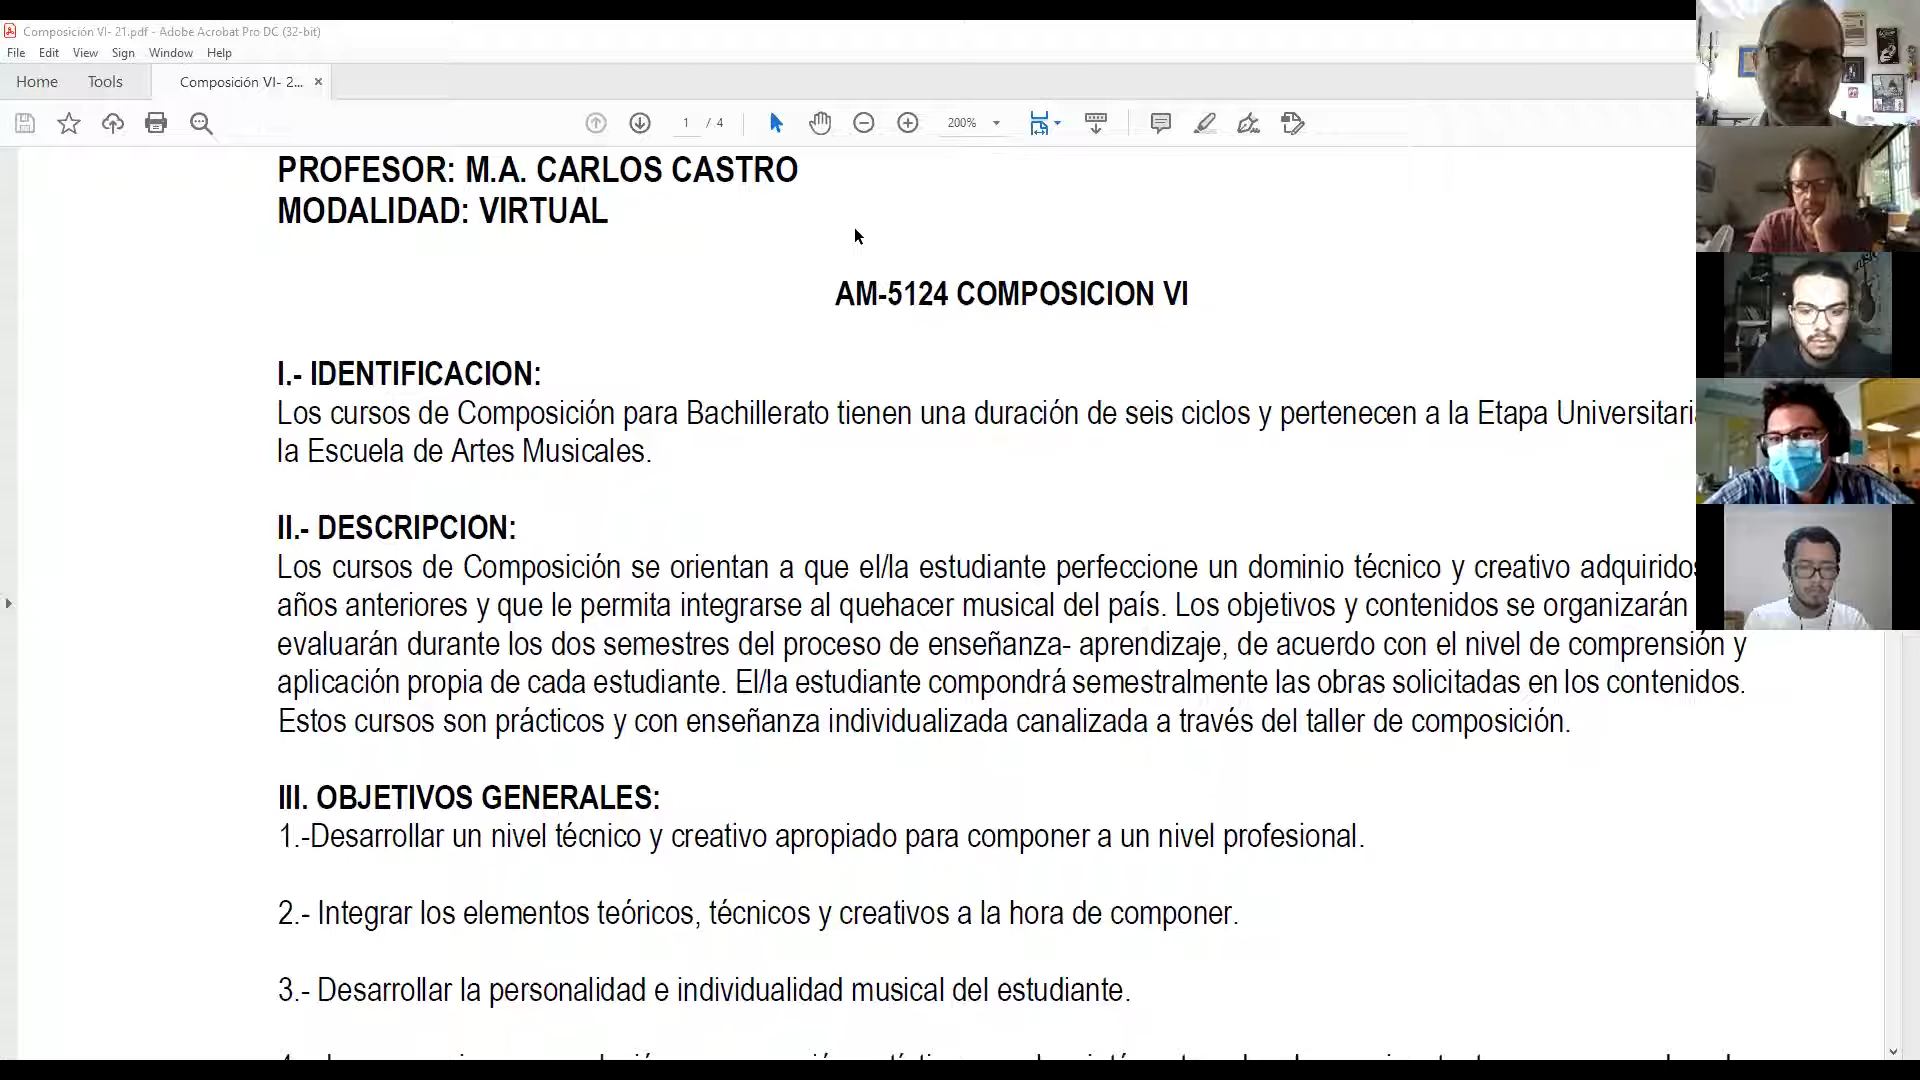 Composición VI- 21.pdf - Adobe Acrobat Pro DC (32-bit)
File Edit View Sign Window Help
Home Tools Composición VI- 2... ×
1 / 4 200%
PROFESOR: M.A. CARLOS CASTRO
MODALIDAD: VIRTUAL
AM-5124 COMPOSICION VI
I.- IDENTIFICACION:
Los cursos de Composición para Bachillerato tienen una duración de seis ciclos y pertenecen a la Etapa Universitari
la Escuela de Artes Musicales.
II.- DESCRIPCION:
Los cursos de Composición se orientan a que el/la estudiante perfeccione un dominio técnico y creativo adquiridos
años anteriores y que le permita integrarse al quehacer musical del país. Los objetivos y contenidos se organizarán
evaluarán durante los dos semestres del proceso de enseñanza- aprendizaje, de acuerdo con el nivel de comprensión y
aplicación propia de cada estudiante. El/la estudiante compondrá semestralmente las obras solicitadas en los contenidos.
Estos cursos son prácticos y con enseñanza individualizada canalizada a través del taller de composición.
III. OBJETIVOS GENERALES:
1.-Desarrollar un nivel técnico y creativo apropiado para componer a un nivel profesional.
2.- Integrar los elementos teóricos, técnicos y creativos a la hora de componer.
3.- Desarrollar la personalidad e individualidad musical del estudiante.